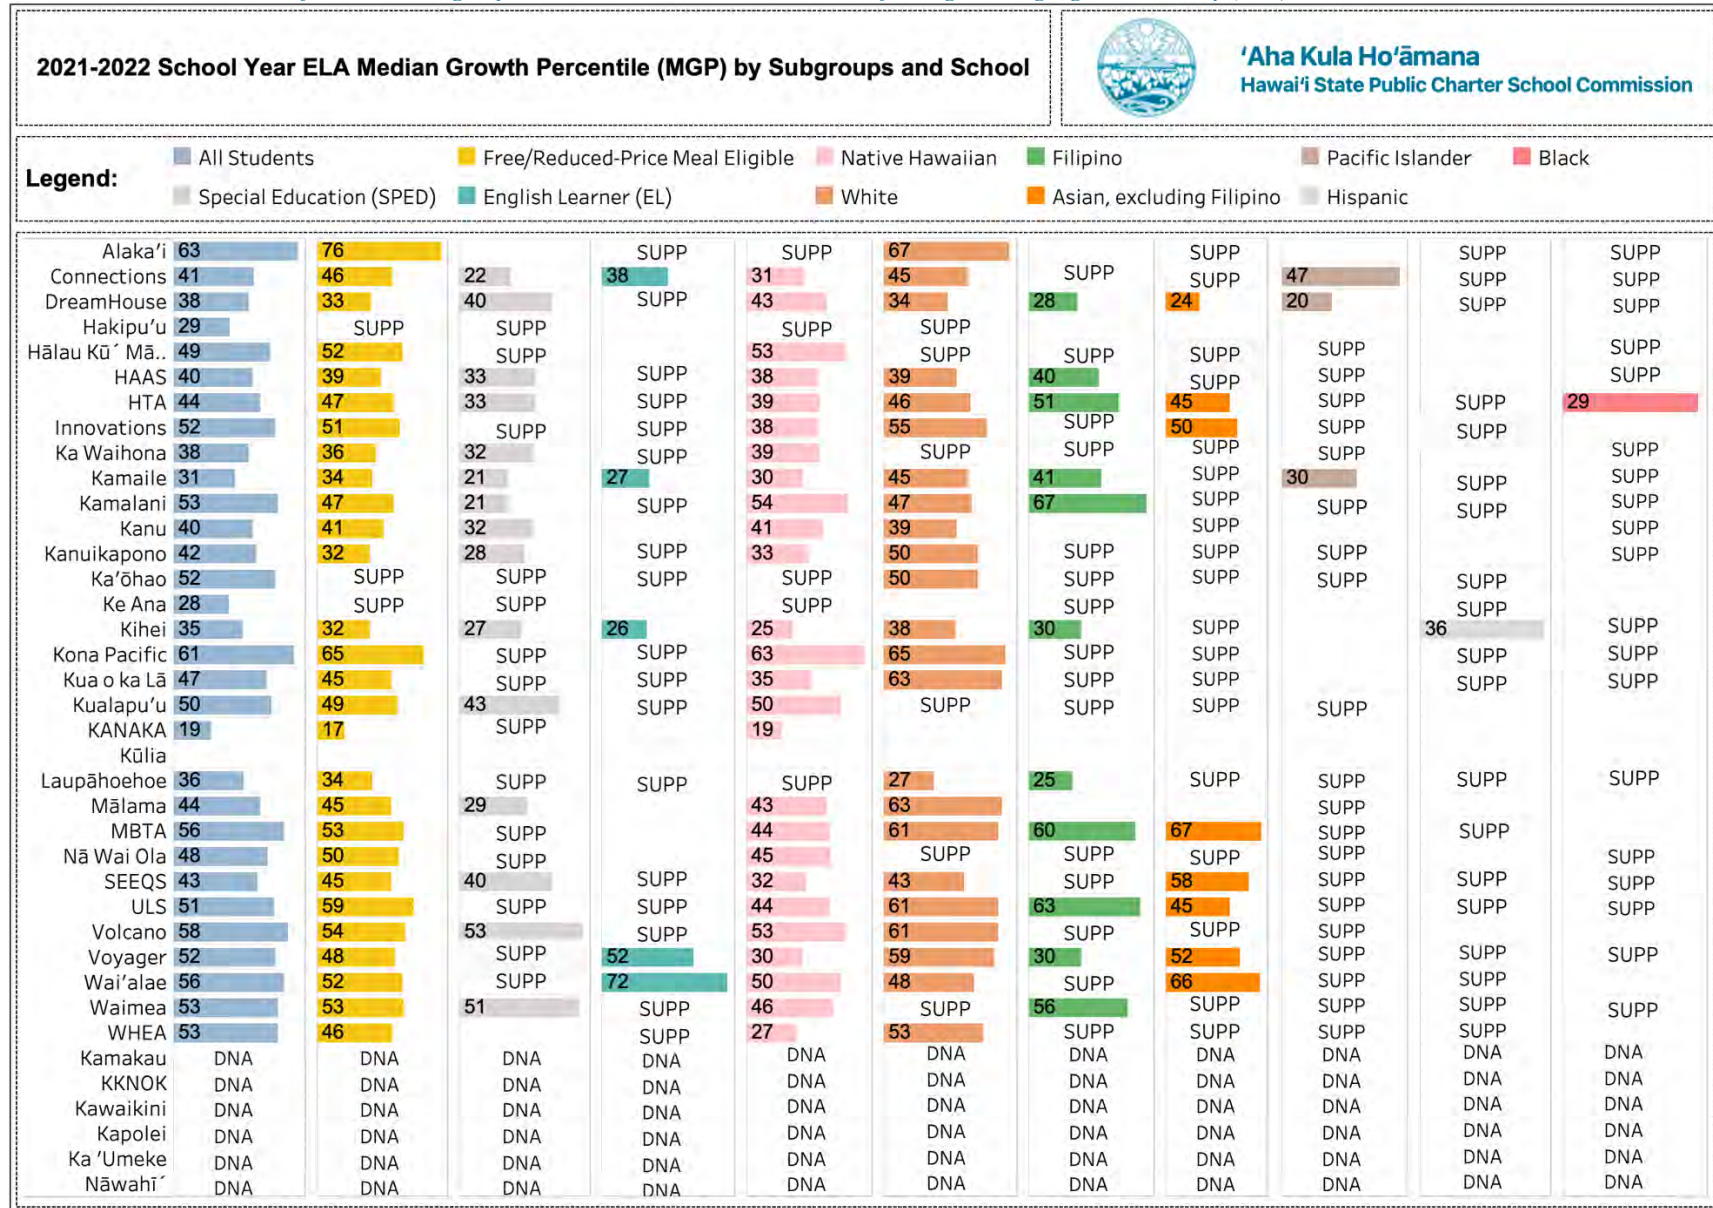 2021-2022 School Year ELA Median Growth Percentile (MGP) by Subgroups and School
ʻAha Kula Hoʻāmana
Hawaiʻi State Public Charter School Commission
Legend:
All Students Free/Reduced-Price Meal Eligible Native Hawaiian Filipino Pacific Islander Black
Special Education (SPED) English Learner (EL) White Asian, excluding Filipino Hispanic
Alaka’i 63 76 SUPP SUPP 67 SUPP SUPP SUPP
Connections 41 46 22 38 31 45 SUPP SUPP 47 SUPP SUPP
DreamHouse 38 33 40 SUPP 43 34 28 24 20 SUPP SUPP
Hakipu’u 29 SUPP SUPP SUPP SUPP
Hālau Kū´ Mā.. 49 52 SUPP 53 SUPP SUPP SUPP SUPP SUPP
HAAS 40 39 33 SUPP 38 39 40 SUPP SUPP SUPP
HTA 44 47 33 SUPP 39 46 51 45 SUPP SUPP 29
Innovations 52 51 SUPP SUPP 38 55 SUPP 50 SUPP SUPP
Ka Waihona 38 36 32 SUPP 39 SUPP SUPP SUPP SUPP SUPP
Kamaile 31 34 21 27 30 45 41 SUPP 30 SUPP SUPP
Kamalani 53 47 21 SUPP 54 47 67 SUPP SUPP SUPP SUPP
Kanu 40 41 32 41 39 SUPP SUPP
Kanuikapono 42 32 28 SUPP 33 50 SUPP SUPP SUPP SUPP
Ka’ōhao 52 SUPP SUPP SUPP SUPP 50 SUPP SUPP SUPP SUPP
Ke Ana 28 SUPP SUPP SUPP SUPP SUPP
Kihei 35 32 27 26 25 38 30 SUPP 36 SUPP
Kona Pacific 61 65 SUPP SUPP 63 65 SUPP SUPP SUPP SUPP
Kua o ka Lā 47 45 SUPP SUPP 35 63 SUPP SUPP SUPP SUPP
Kualapu’u 50 49 43 SUPP 50 SUPP SUPP SUPP SUPP
KANAKA 19 17 SUPP 19
Kūlia
Laupāhoehoe 36 34 SUPP SUPP SUPP 27 25 SUPP SUPP SUPP SUPP
Mālama 44 45 29 43 63 SUPP
MBTA 56 53 SUPP 44 61 60 67 SUPP SUPP
Nā Wai Ola 48 50 SUPP 45 SUPP SUPP SUPP SUPP SUPP
SEEQS 43 45 40 SUPP 32 43 SUPP 58 SUPP SUPP SUPP
ULS 51 59 SUPP SUPP 44 61 63 45 SUPP SUPP SUPP
Volcano 58 54 53 SUPP 53 61 SUPP SUPP SUPP
Voyager 52 48 SUPP 52 30 59 30 52 SUPP SUPP SUPP
Wai’alae 56 52 SUPP 72 50 48 SUPP 66 SUPP SUPP
Waimea 53 53 51 SUPP 46 SUPP 56 SUPP SUPP SUPP SUPP
WHEA 53 46 SUPP 27 53 SUPP SUPP SUPP SUPP
Kamakau DNA DNA DNA DNA DNA DNA DNA DNA DNA DNA DNA
KKNOK DNA DNA DNA DNA DNA DNA DNA DNA DNA DNA DNA
Kawaikini DNA DNA DNA DNA DNA DNA DNA DNA DNA DNA DNA
Kapolei DNA DNA DNA DNA DNA DNA DNA DNA DNA DNA DNA
Ka ’Umeke DNA DNA DNA DNA DNA DNA DNA DNA DNA DNA DNA
Nāwahī´ DNA DNA DNA DNA DNA DNA DNA DNA DNA DNA DNA